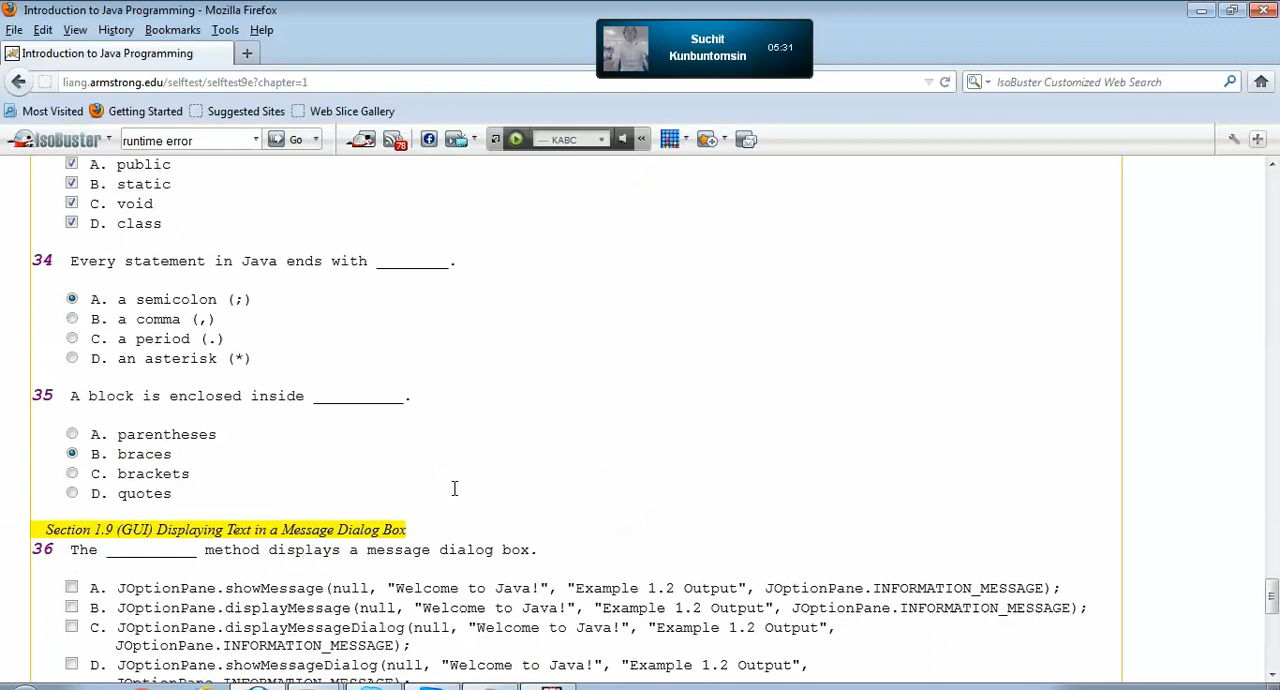 Introduction to Java Programming - Mozilla Firefox
File Edit View History Bookmarks Tools Help
Suchit
Kunbuntomsin
05:31
Introduction to Java Programming
liang.armstrong.edu/selftest/selftest9e?chapter=1
IsoBuster Customized Web Search
Most Visited Getting Started Suggested Sites Web Slice Gallery
IsoBuster runtime error Go 78 KABC
A. public
B. static
C. void
D. class
34 Every statement in Java ends with ________.
A. a semicolon (;)
B. a comma (,)
C. a period (.)
D. an asterisk (*)
35 A block is enclosed inside __________.
A. parentheses
B. braces
C. brackets
D. quotes
Section 1.9 (GUI) Displaying Text in a Message Dialog Box
36 The __________ method displays a message dialog box.
A. JOptionPane.showMessage(null, "Welcome to Java!", "Example 1.2 Output", JOptionPane.INFORMATION_MESSAGE);
B. JOptionPane.displayMessage(null, "Welcome to Java!", "Example 1.2 Output", JOptionPane.INFORMATION_MESSAGE);
C. JOptionPane.displayMessageDialog(null, "Welcome to Java!", "Example 1.2 Output",
JOptionPane.INFORMATION_MESSAGE);
D. JOptionPane.showMessageDialog(null, "Welcome to Java!", "Example 1.2 Output",
JOptionPane.INFORMATION_MESSAGE);